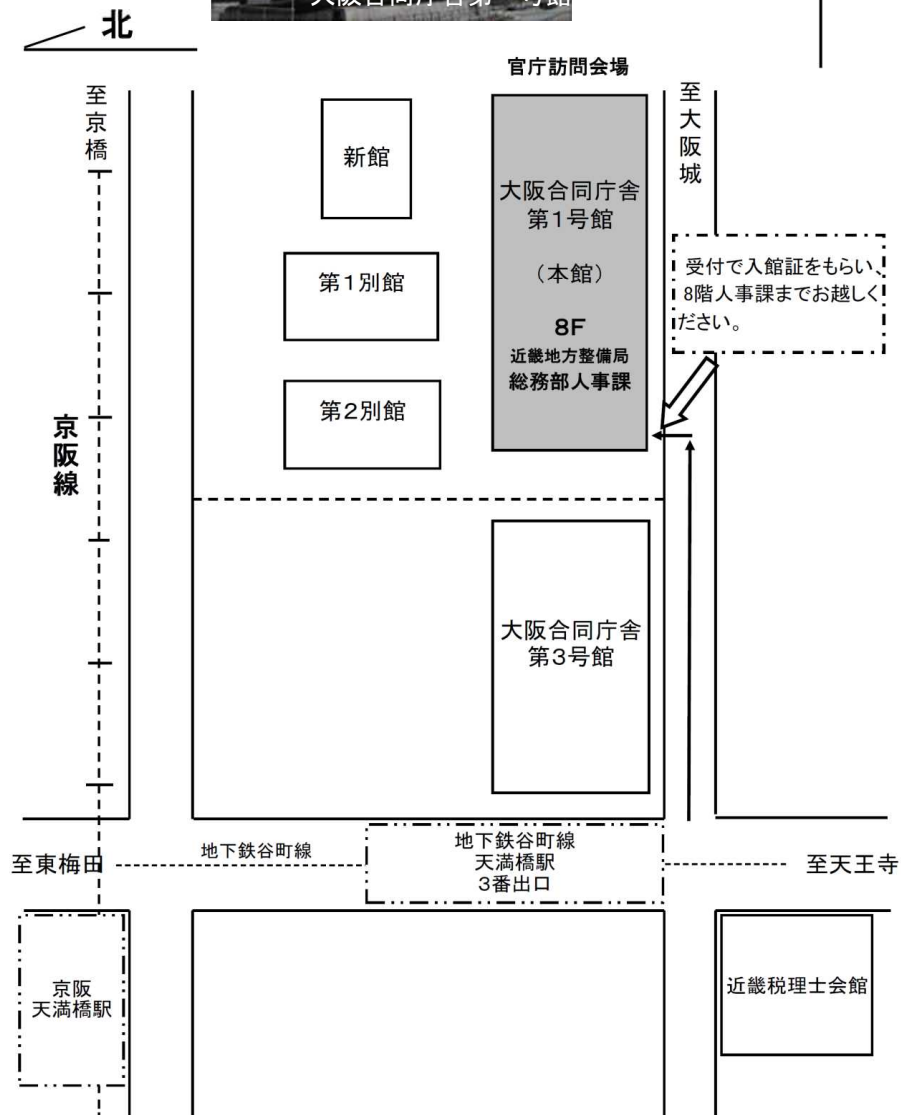 大阪合同庁舎第一号館
北
官庁訪問会場
至京橋
至大阪城
新館
大阪合同庁舎
第1号館
(本館)
8F
近畿地方整備局
総務部人事課
受付で入館証をもらい、
8階人事課までお越しく
ださい。
第1別館
第2別館
京阪線
大阪合同庁舎
第3号館
至東梅田
地下鉄谷町線
地下鉄谷町線
天満橋駅
3番出口
至天王寺
京阪
天満橋駅
近畿税理士会館